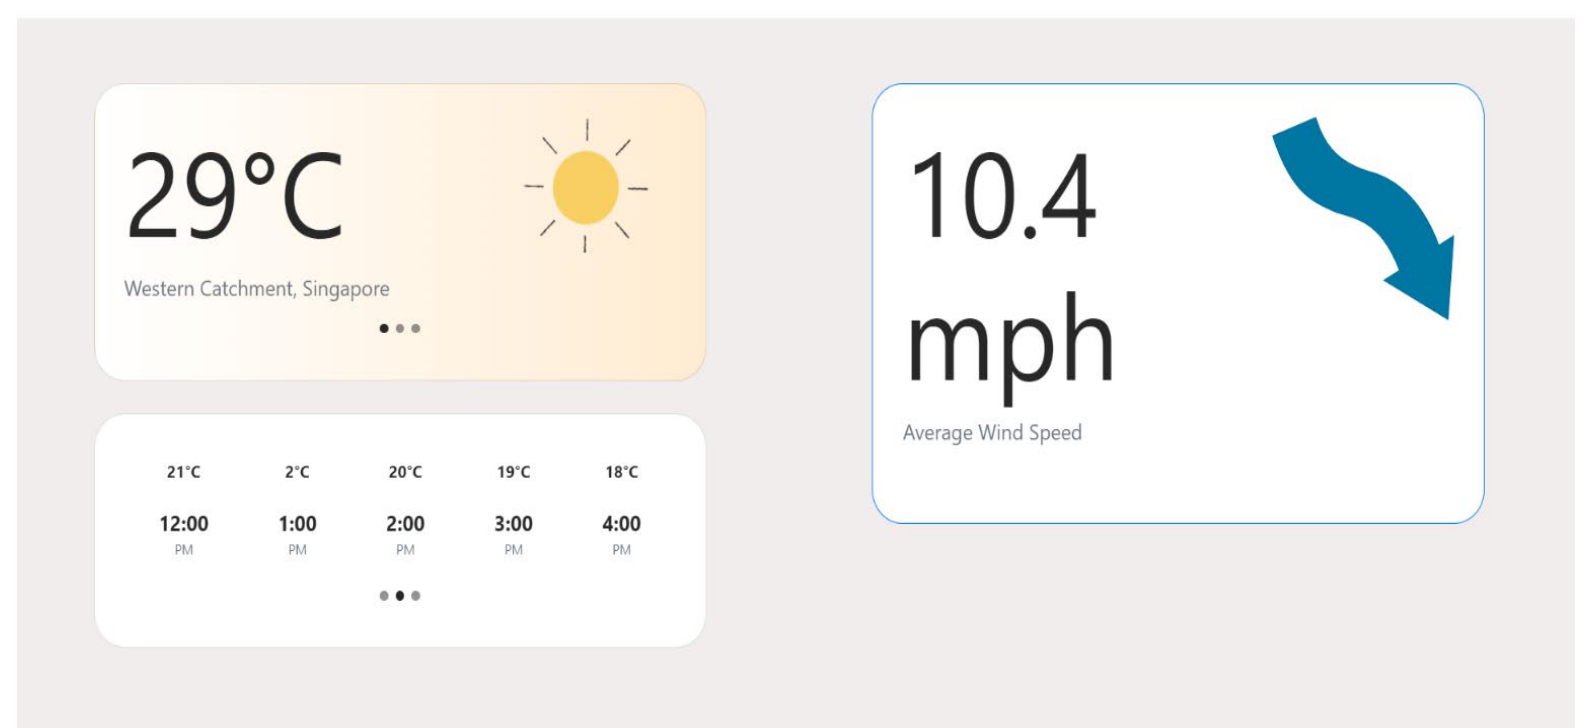 29°C
Western Catchment, Singapore
21°C 2°C 20°C 19°C 18°C
12:00 1:00 2:00 3:00 4:00
PM PM PM PM PM
10.4
mph
Average Wind Speed